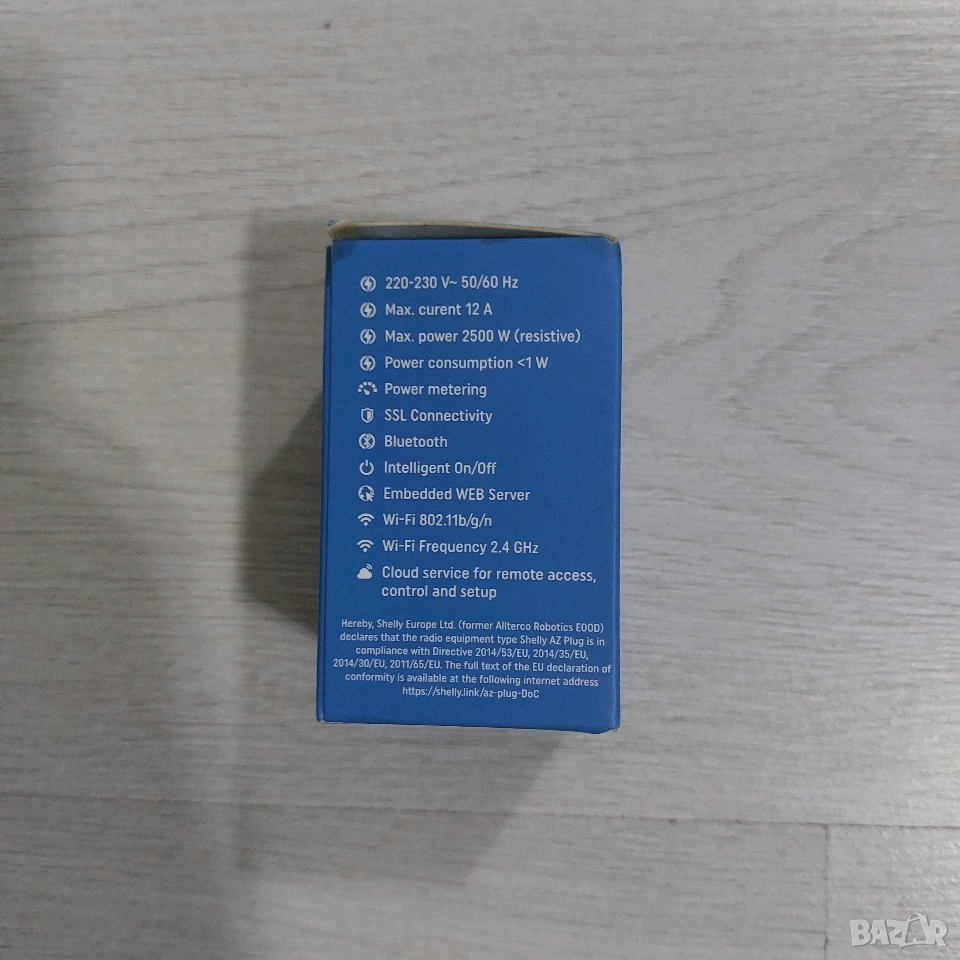 220-230 V~ 50/60 Hz
Max. curent 12 A
Max. power 2500 W (resistive)
Power consumption <1 W
Power metering
SSL Connectivity
Bluetooth
Intelligent On/Off
Embedded WEB Server
Wi-Fi 802.11b/g/n
Wi-Fi Frequency 2.4 GHz
Cloud service for remote access,
control and setup
Hereby, Shelly Europe Ltd. (former Allterco Robotics EOOD)
declares that the radio equipment type Shelly AZ Plug is in
compliance with Directive 2014/53/EU, 2014/35/EU,
2014/30/EU, 2011/65/EU. The full text of the EU declaration of
conformity is available at the following internet address
https://shelly.link/az-plug-DoC
BAZAR